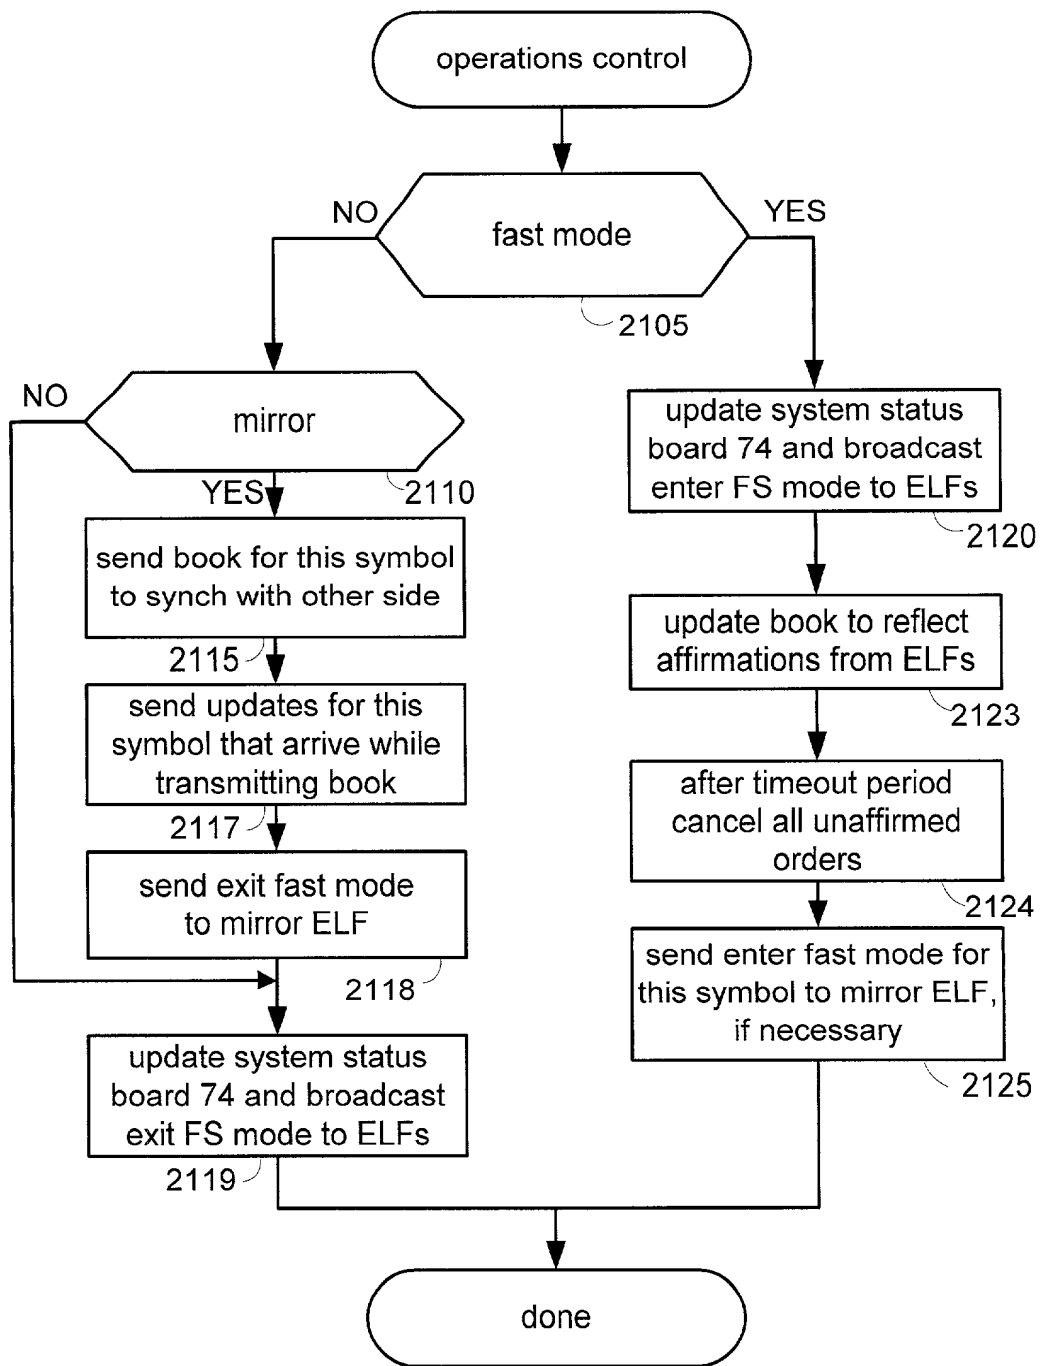 operations control
NO
YES
fast mode
2105
NO
mirror
YES
2110
send book for this symbol
to synch with other side
2115
send updates for this
symbol that arrive while
transmitting book
2117
send exit fast mode
to mirror ELF
2118
update system status
board 74 and broadcast
exit FS mode to ELFs
2119
update system status
board 74 and broadcast
enter FS mode to ELFs
2120
update book to reflect
affirmations from ELFs
2123
after timeout period
cancel all unaffirmed
orders
2124
send enter fast mode for
this symbol to mirror ELF,
if necessary
2125
done